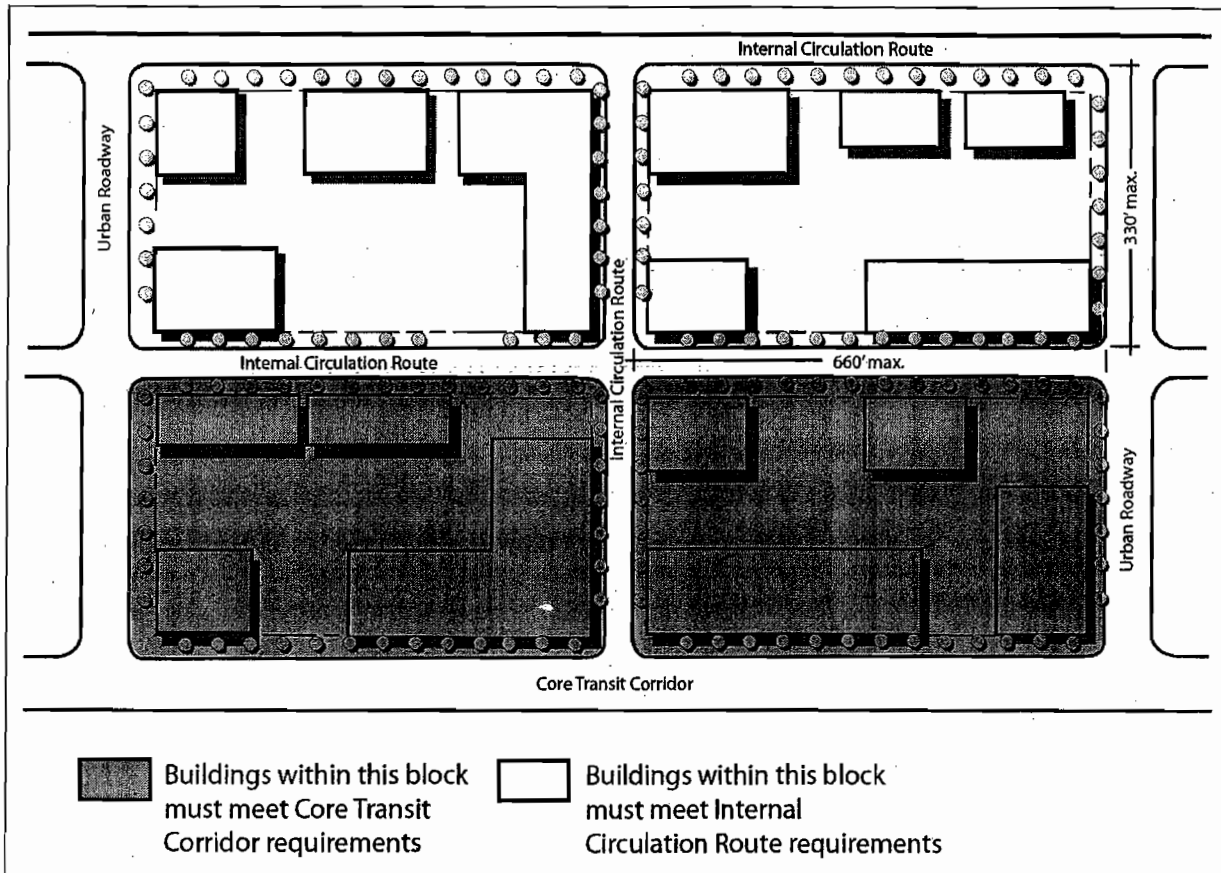 Internal Circulation Route
Urban Roadway
330' max.
Internal Circulation Route
Internal Circulation Route
660' max.
Urban Roadway
Core Transit Corridor
Buildings within this block
must meet Core Transit
Corridor requirements
Buildings within this block
must meet Internal
Circulation Route requirements